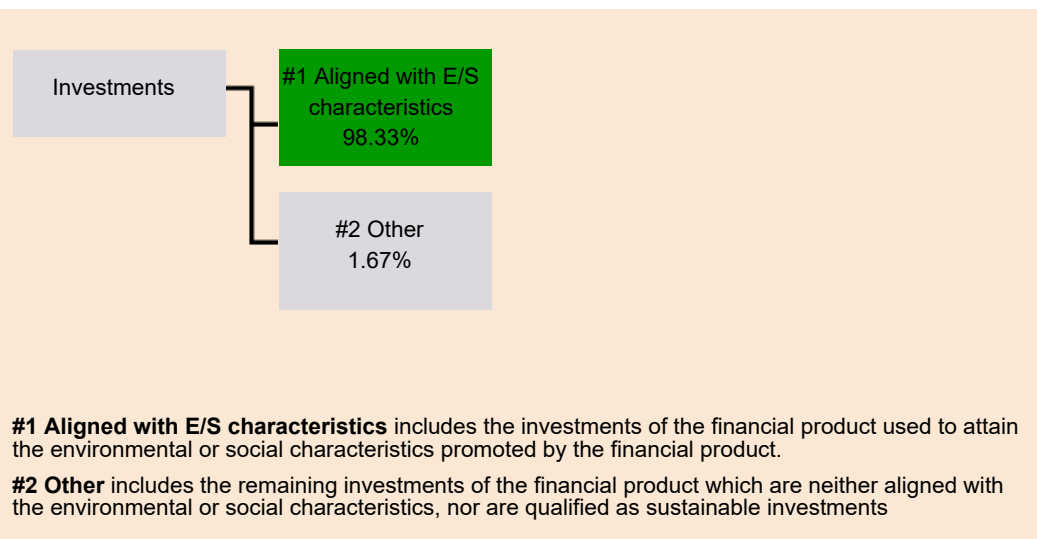 Investments
#1 Aligned with E/S
characteristics
98.33%
#2 Other
1.67%
#1 Aligned with E/S characteristics includes the investments of the financial product used to attain
the environmental or social characteristics promoted by the financial product.
#2 Other includes the remaining investments of the financial product which are neither aligned with
the environmental or social characteristics, nor are qualified as sustainable investments